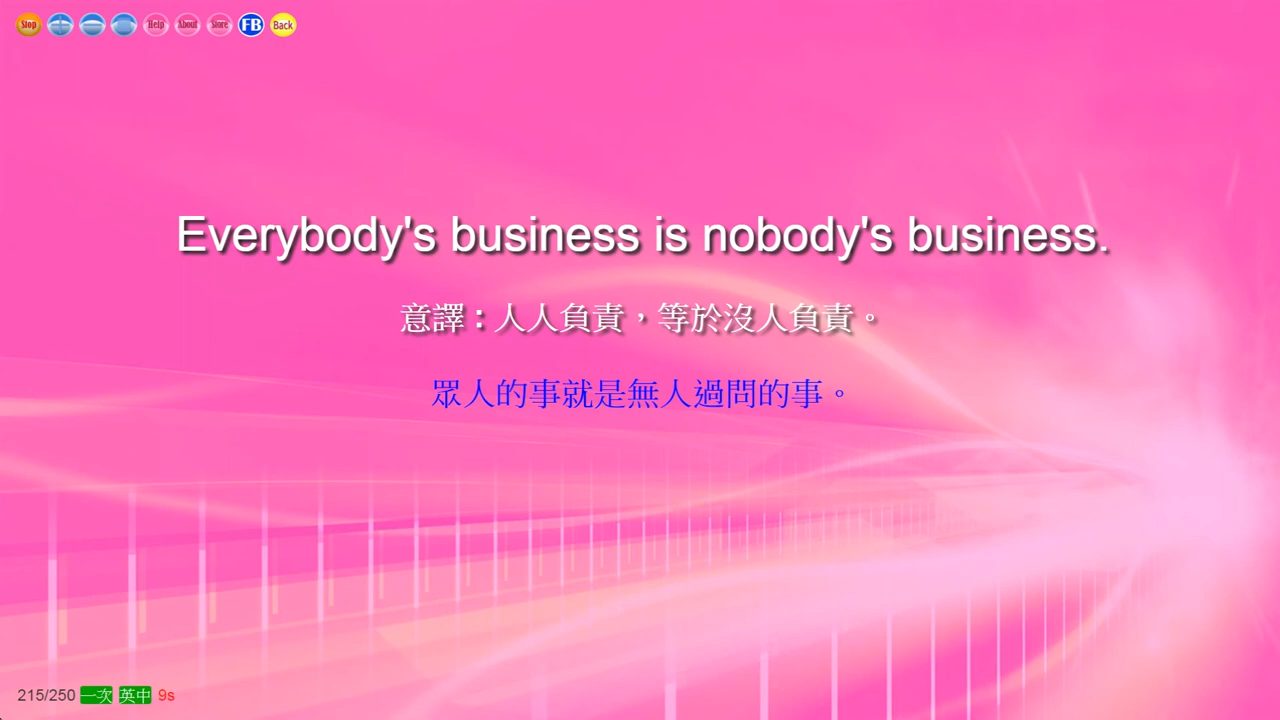 Stop Help About Store FB Back
Everybody's business is nobody's business.
意譯：人人負責，等於沒人負責。
眾人的事就是無人過問的事。
215/250 一次 英中 9s